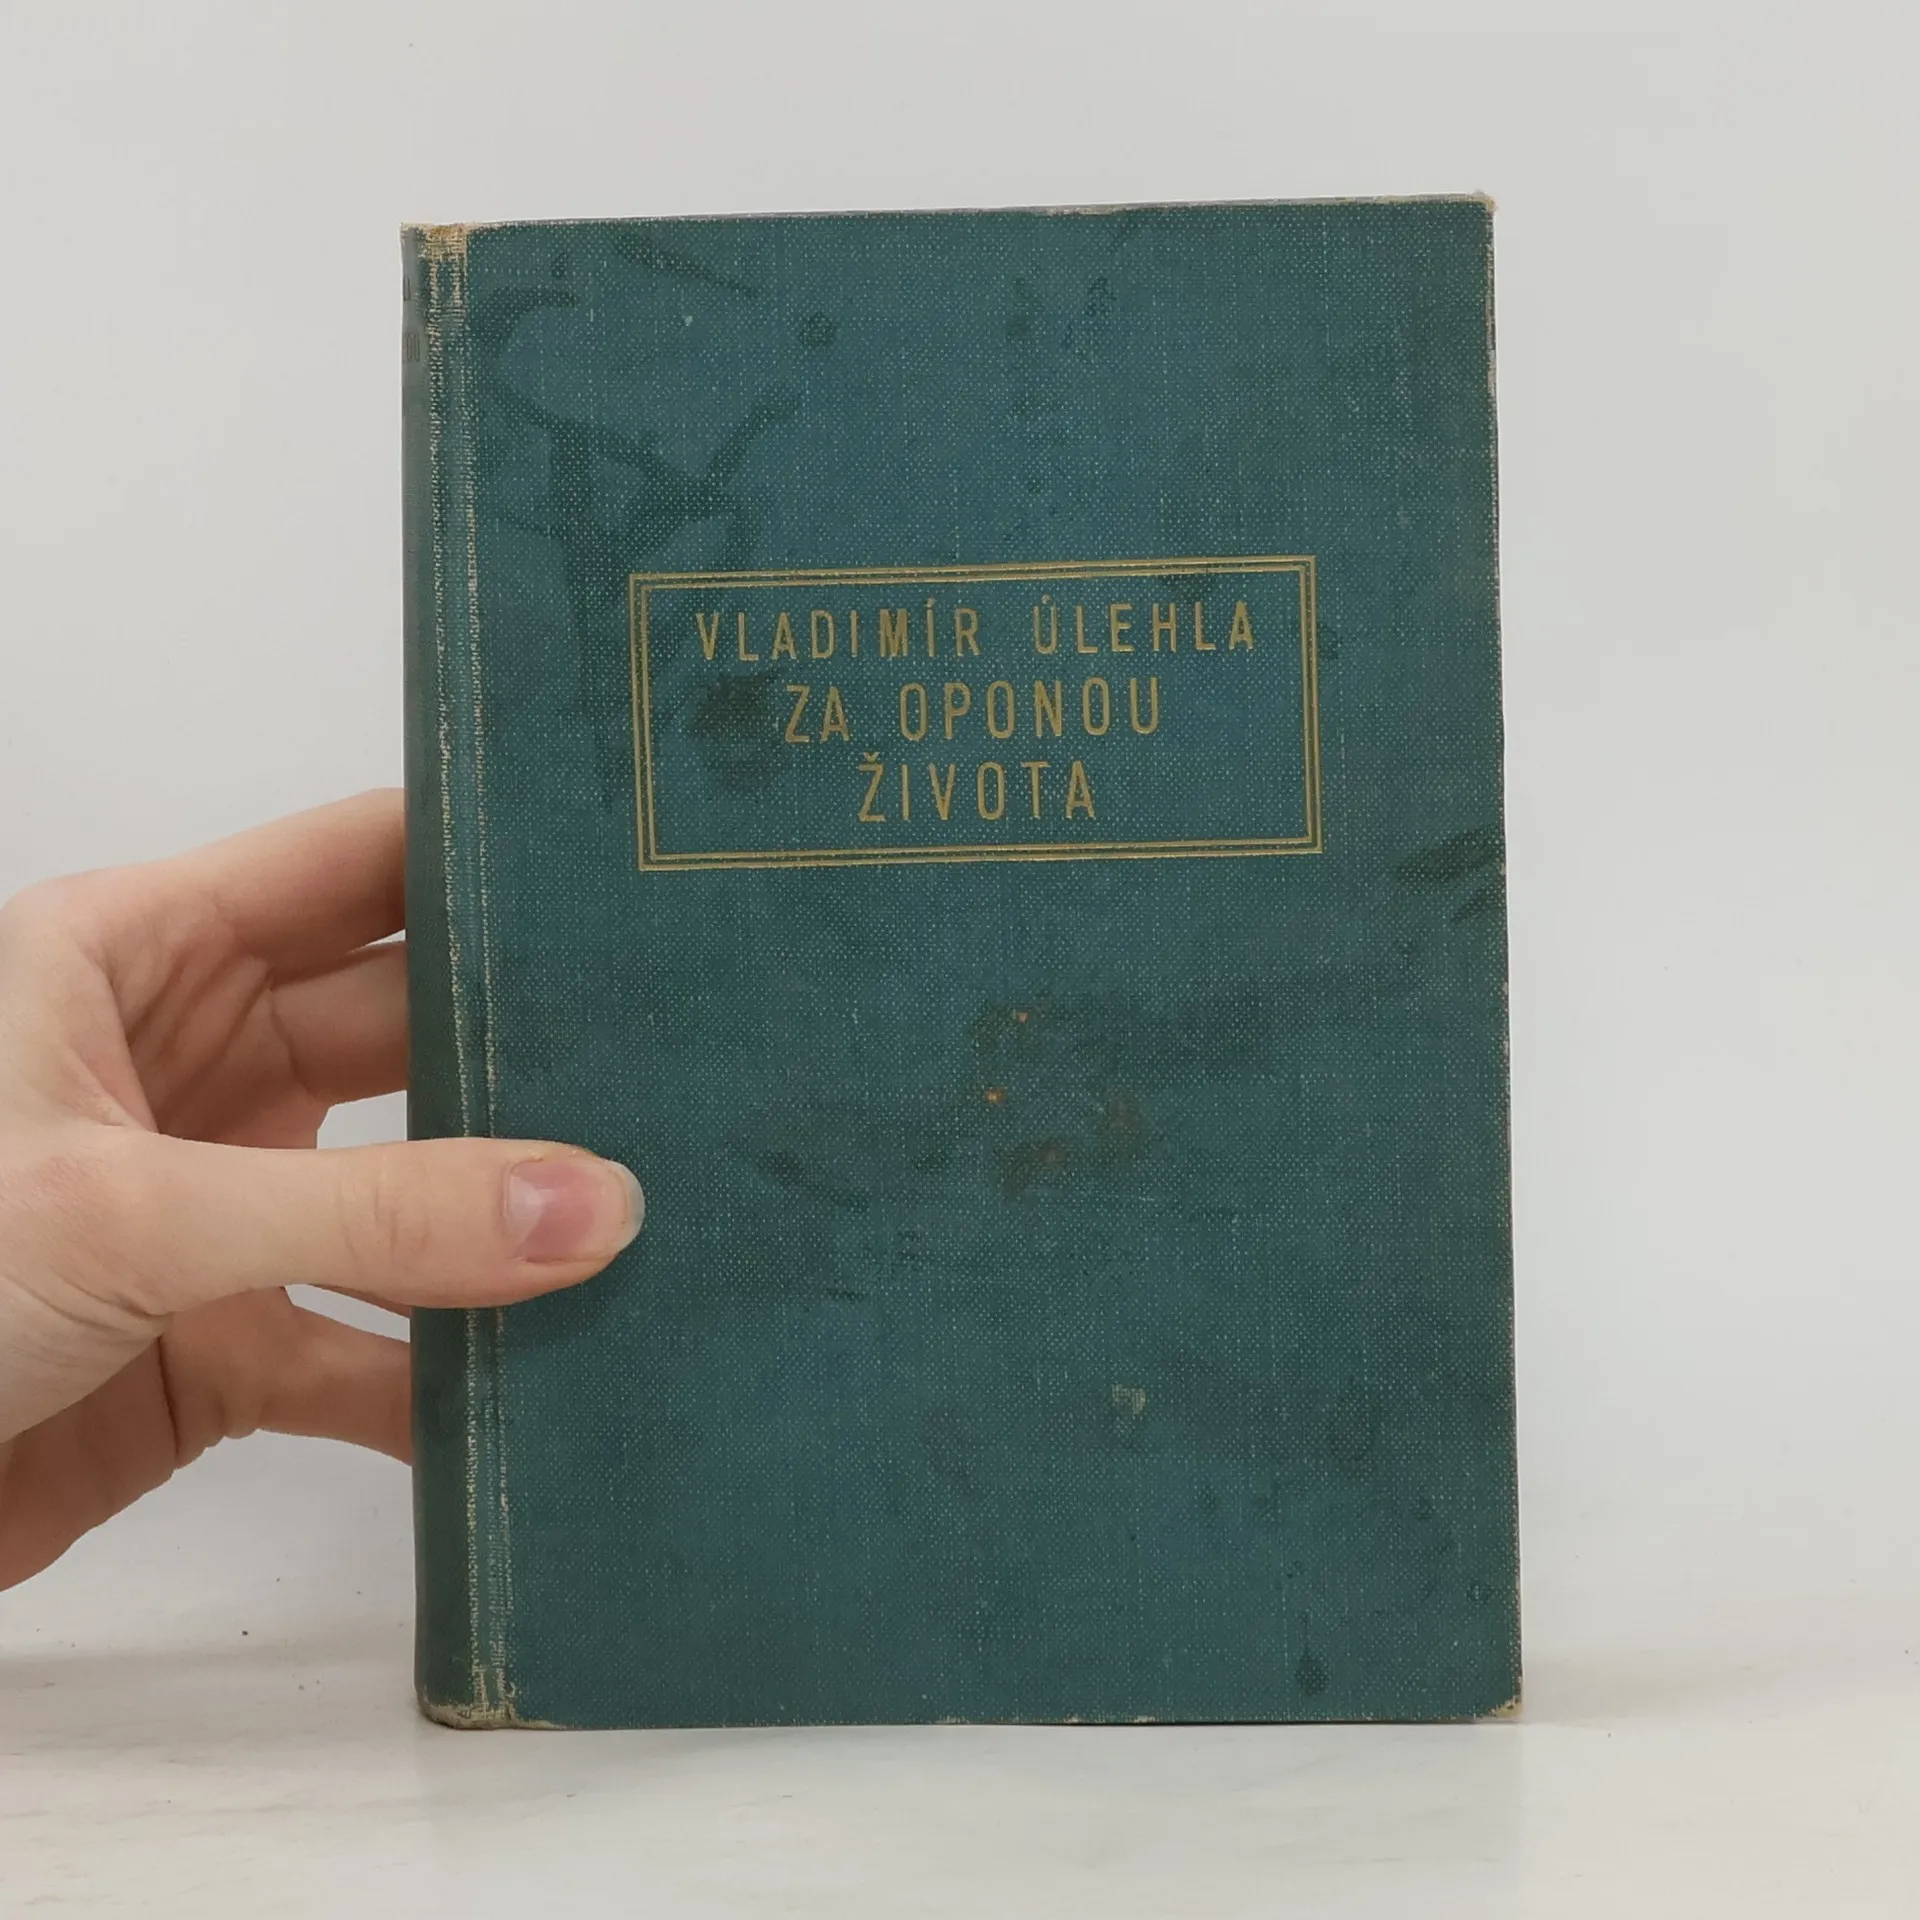 VLADIMÍR ÚLEHLA
ZA OPONOU
ŽIVOTA